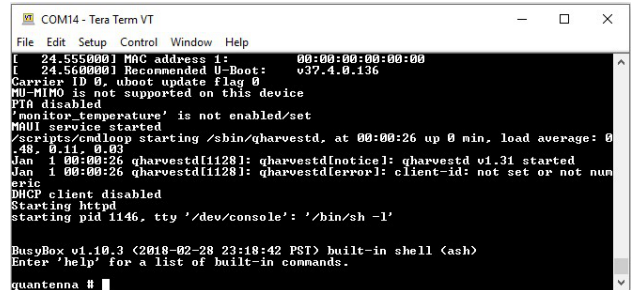 COM14 - Tera Term VT
File Edit Setup Control Window Help
[   24.555000] MAC address 1:          00:00:00:00:00:00
[   24.560000] Recommended U-Boot:     v37.4.0.136
Carrier ID 0, uboot update flag 0
MU-MIMO is not supported on this device
PTA disabled
'monitor_temperature' is not enabled/set
MAUI service started
/scripts/cmdloop starting /sbin/qharvestd, at 00:00:26 up 0 min, load average: 0
.48, 0.11, 0.03
Jan  1 00:00:26 qharvestd[1128]: qharvestd[notice]: qharvestd v1.31 started
Jan  1 00:00:26 qharvestd[1128]: qharvestd[error]: client-id: not set or not num
eric
DHCP client disabled
Starting httpd
starting pid 1146, tty '/dev/console': '/bin/sh -l'
BusyBox v1.10.3 (2018-02-28 23:18:42 PST) built-in shell (ash)
Enter 'help' for a list of built-in commands.
quantenna #